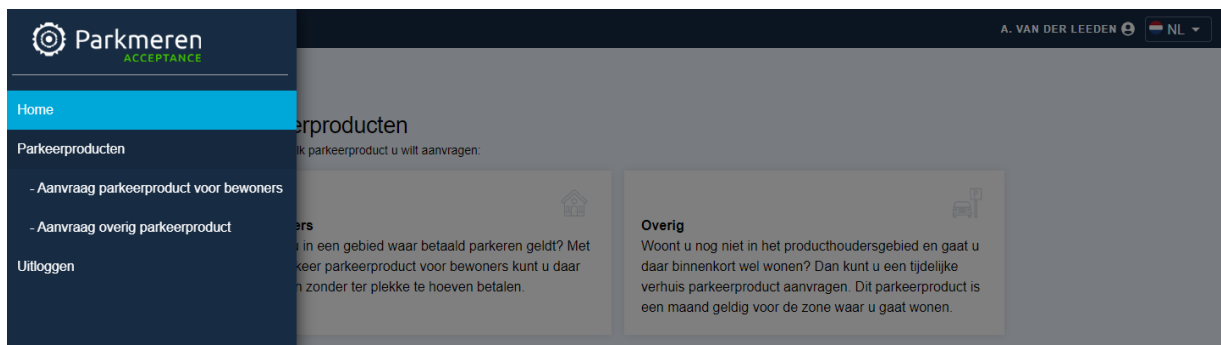 Parkmeren
ACCEPTANCE
A. VAN DER LEEDEN
NL
Home
Parkeerproducten
- Aanvraag parkeerproduct voor bewoners
- Aanvraag overig parkeerproduct
Uitloggen
erproducten
lk parkeerproduct u wilt aanvragen:
ers
in een gebied waar betaald parkeren geldt? Met
keer parkeerproduct voor bewoners kunt u daar
zonder ter plekke te hoeven betalen.
Overig
Woont u nog niet in het producthoudersgebied en gaat u
daar binnenkort wel wonen? Dan kunt u een tijdelijke
verhuis parkeerproduct aanvragen. Dit parkeerproduct is
een maand geldig voor de zone waar u gaat wonen.